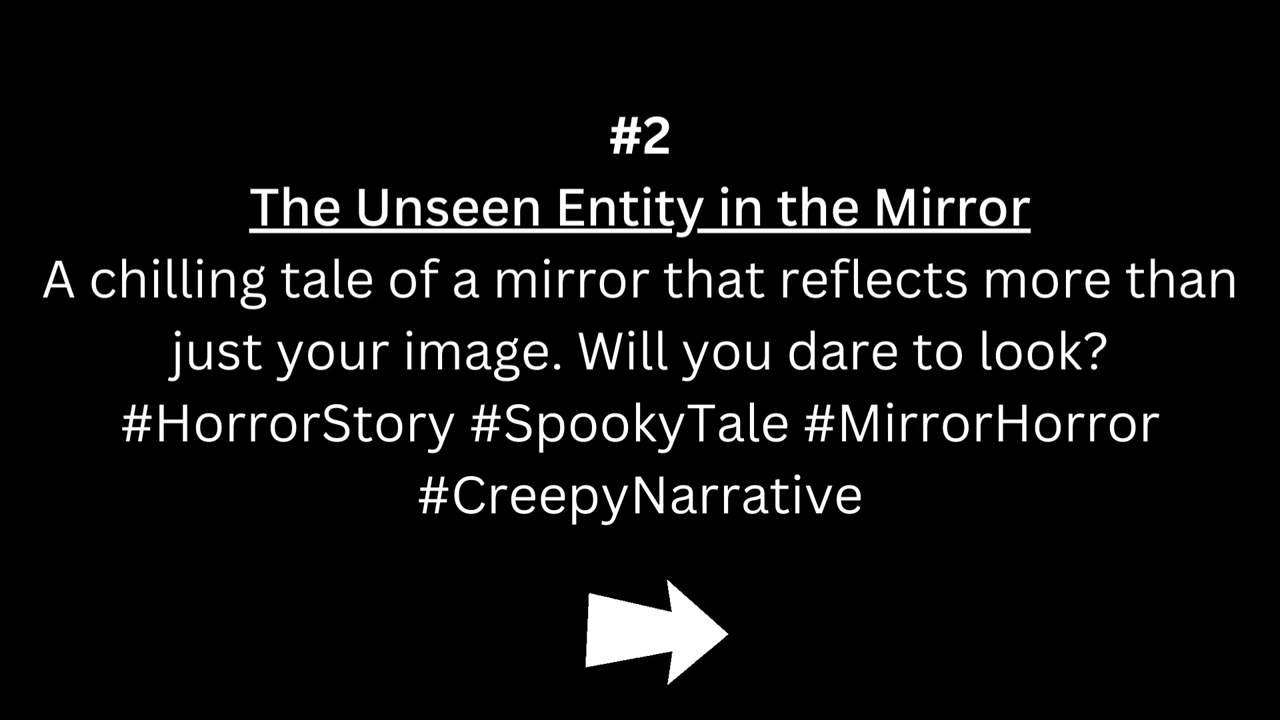 #2
The Unseen Entity in the Mirror
A chilling tale of a mirror that reflects more than
just your image. Will you dare to look?
#HorrorStory #SpookyTale #MirrorHorror
#CreepyNarrative